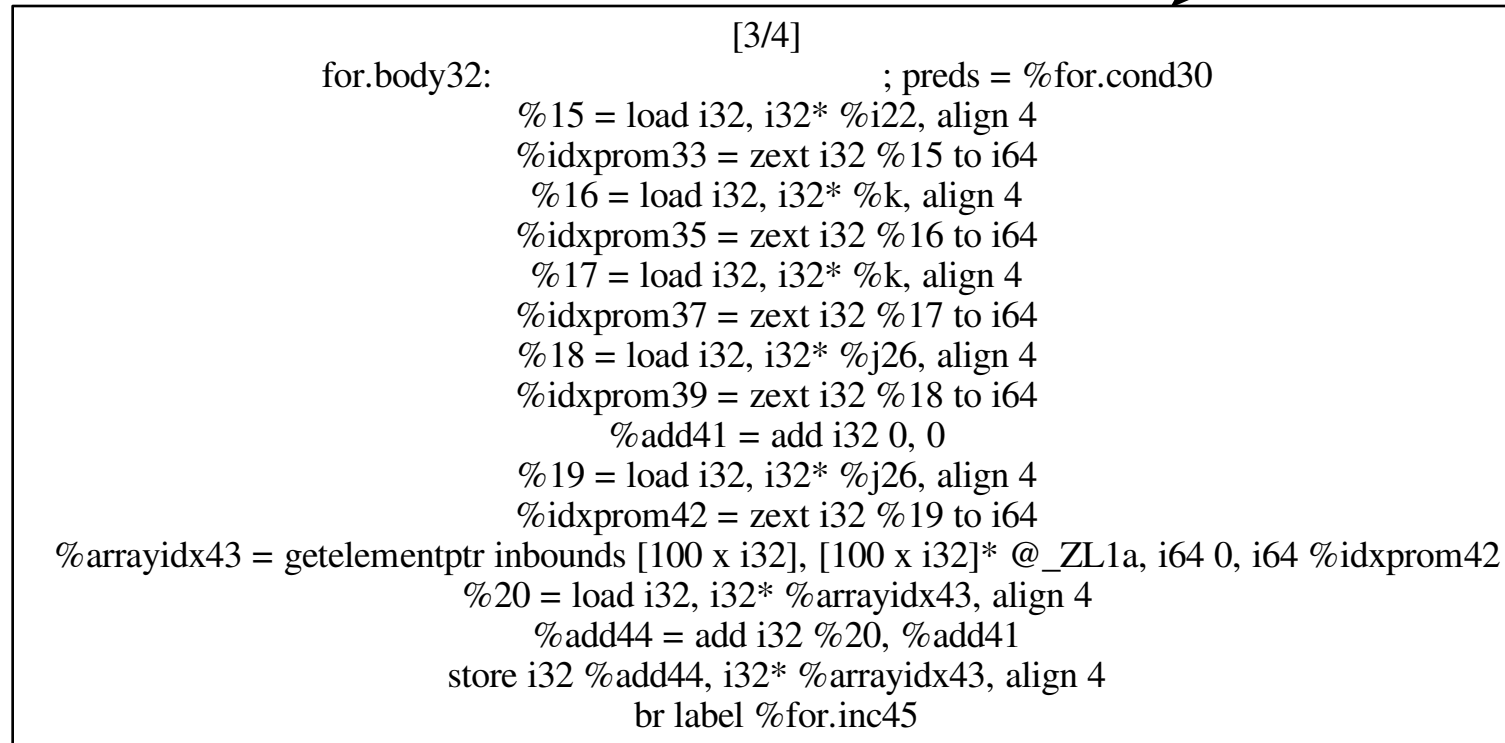 [3/4]
for.body32: ; preds = %for.cond30
%15 = load i32, i32* %i22, align 4
%idxprom33 = zext i32 %15 to i64
%16 = load i32, i32* %k, align 4
%idxprom35 = zext i32 %16 to i64
%17 = load i32, i32* %k, align 4
%idxprom37 = zext i32 %17 to i64
%18 = load i32, i32* %j26, align 4
%idxprom39 = zext i32 %18 to i64
%add41 = add i32 0, 0
%19 = load i32, i32* %j26, align 4
%idxprom42 = zext i32 %19 to i64
%arrayidx43 = getelementptr inbounds [100 x i32], [100 x i32]* @_ZL1a, i64 0, i64 %idxprom42
%20 = load i32, i32* %arrayidx43, align 4
%add44 = add i32 %20, %add41
store i32 %add44, i32* %arrayidx43, align 4
br label %for.inc45